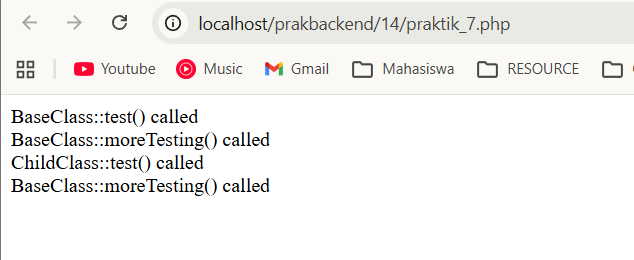 localhost/prakbackend/14/praktik_7.php
Youtube Music Gmail Mahasiswa RESOURCE
BaseClass::test() called
BaseClass::moreTesting() called
ChildClass::test() called
BaseClass::moreTesting() called